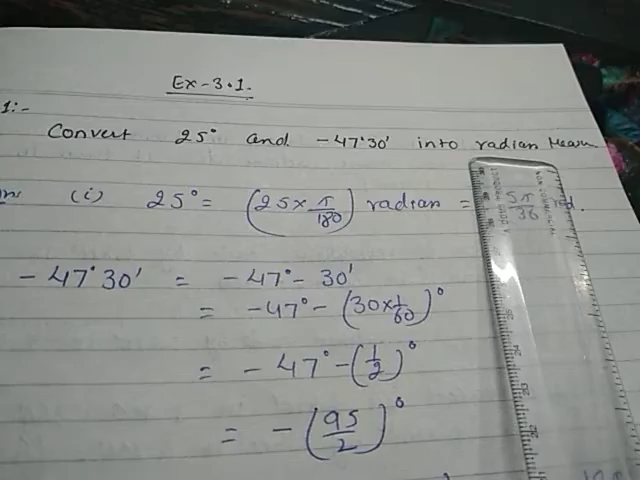 Ex-3.1.
1:-
Convert 25° and -47°30' into radian Meas
(i) 25° = (25×π/180) radian = 5π/36 rad.
-47°30' = -47°-30'
= -47°-(30×1/60)°
= -47°-(1/2)°
= -(95/2)°